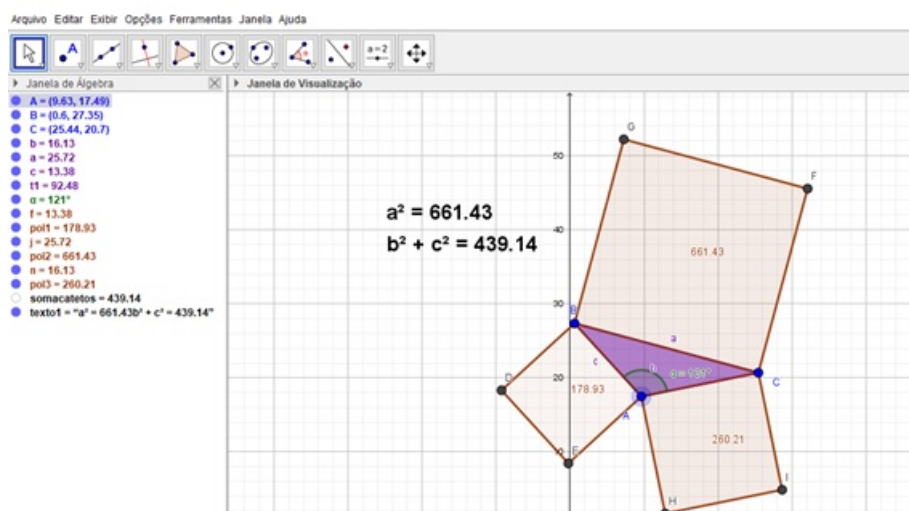 Arquivo Editar Exibir Opções Ferramentas Janela Ajuda
A
a=2
Janela de Álgebra
Janela de Visualização
A = (9.63, 17.49)
B = (0.6, 27.35)
C = (25.44, 20.7)
b = 16.13
a = 25.72
c = 13.38
t1 = 92.48
α = 121°
f = 13.38
pol1 = 178.93
j = 25.72
pol2 = 661.43
n = 16.13
pol3 = 260.21
somacatetos = 439.14
texto1 = "a² = 661.43b² + c² = 439.14"
G
50
F
a² = 661.43
40
b² + c² = 439.14
661.43
30
B
a
c
b
α = 121°
20
D
C
178.93
A
260.21
E
I
H